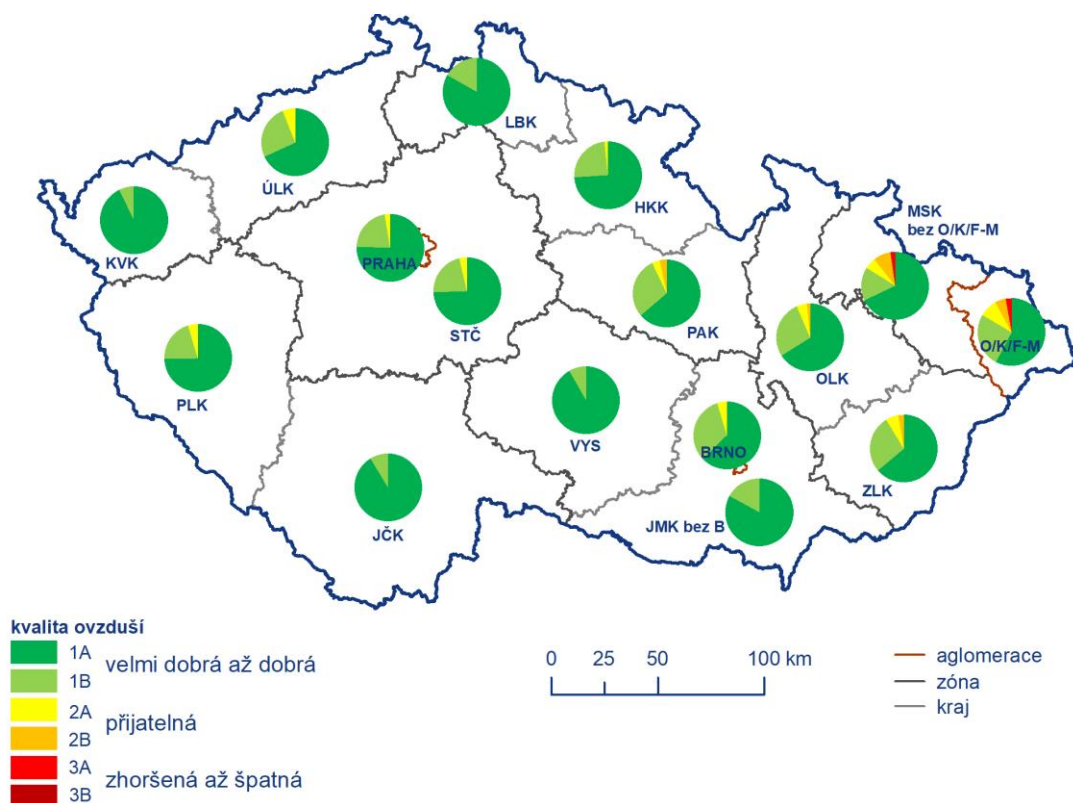 LBK
ÚLK
HKK
MSK
bez O/K/F-M
KVK
PRAHA
STČ
PAK
O/K/F-M
OLK
PLK
VYS
BRNO
ZLK
JČK
JMK bez B
kvalita ovzduší
1A
velmi dobrá až dobrá
1B
2A
přijatelná
2B
3A
zhoršená až špatná
3B
0 25 50 100 km
aglomerace
zóna
kraj